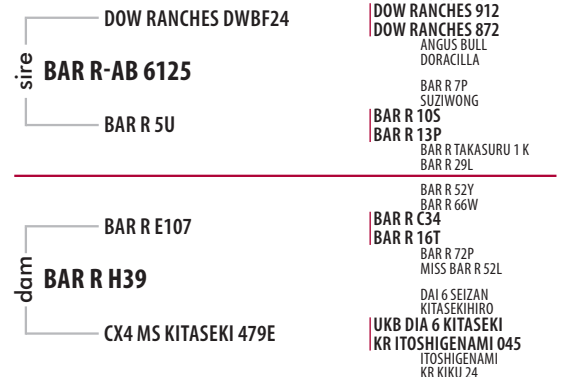 DOW RANCHES DWBF24
DOW RANCHES 912
DOW RANCHES 872
ANGUS BULL
DORACILLA
sire
BAR R-AB 6125
BAR R 7P
SUZIWONG
BAR R 5U
BAR R 10S
BAR R 13P
BAR R TAKASURU 1 K
BAR R 29L
BAR R 52Y
BAR R 66W
BAR R E107
BAR R C34
BAR R 16T
BAR R 72P
MISS BAR R 52L
dam
BAR R H39
DAI 6 SEIZAN
KITASEKIHIRO
CX4 MS KITASEKI 479E
UKB DIA 6 KITASEKI
KR ITOSHIGENAMI 045
ITOSHIGENAMI
KR KIKU 24